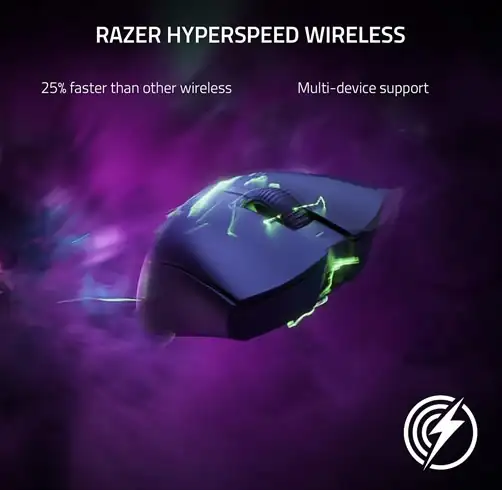 RAZER HYPERSPEED WIRELESS
25% faster than other wireless
Multi-device support